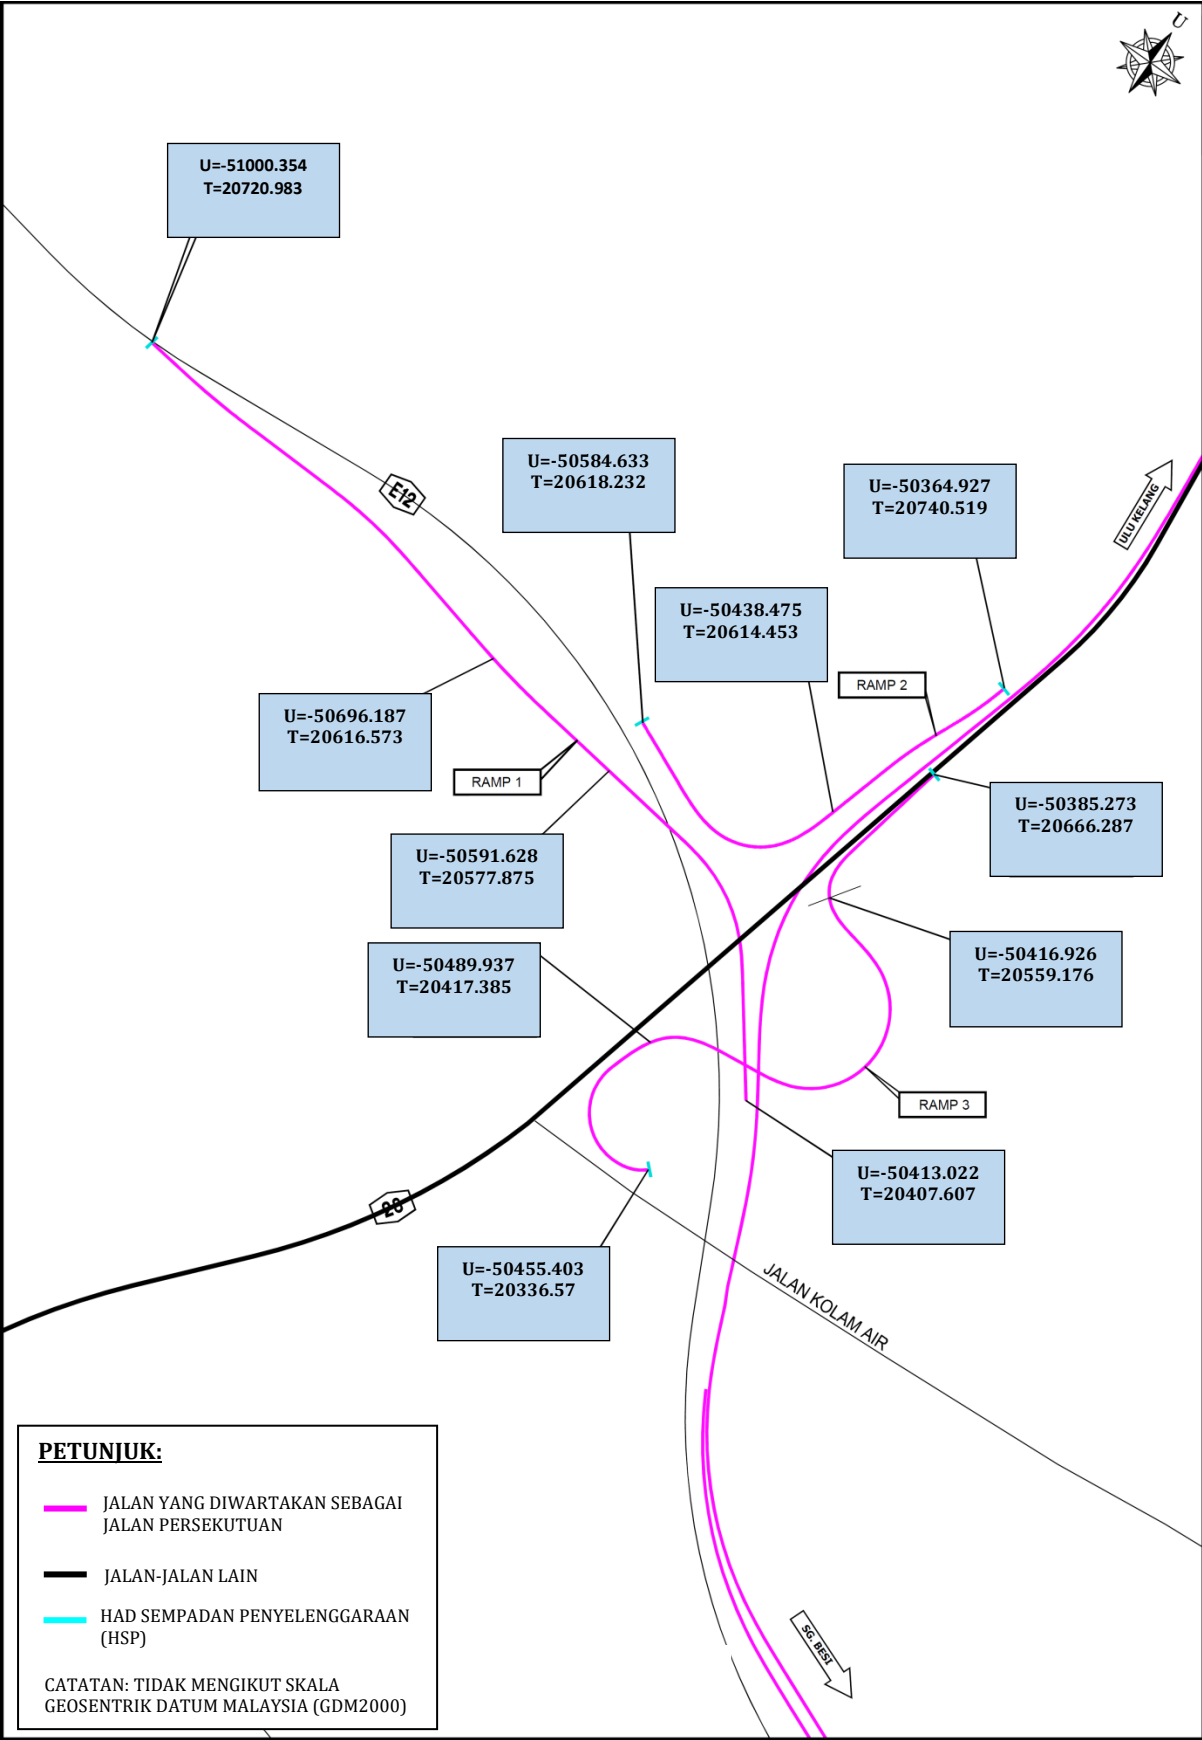 U
U=-51000.354
T=20720.983
E12
U=-50584.633
T=20618.232
U=-50364.927
T=20740.519
ULU KELANG
U=-50438.475
T=20614.453
RAMP 2
U=-50696.187
T=20616.573
RAMP 1
U=-50385.273
T=20666.287
U=-50591.628
T=20577.875
U=-50489.937
T=20417.385
U=-50416.926
T=20559.176
RAMP 3
U=-50413.022
T=20407.607
28
U=-50455.403
T=20336.57
JALAN KOLAM AIR
SG. BESI
PETUNJUK:
JALAN YANG DIWARTAKAN SEBAGAI
JALAN PERSEKUTUAN
JALAN-JALAN LAIN
HAD SEMPADAN PENYELENGGARAAN
(HSP)
CATATAN: TIDAK MENGIKUT SKALA
GEOSENTRIK DATUM MALAYSIA (GDM2000)